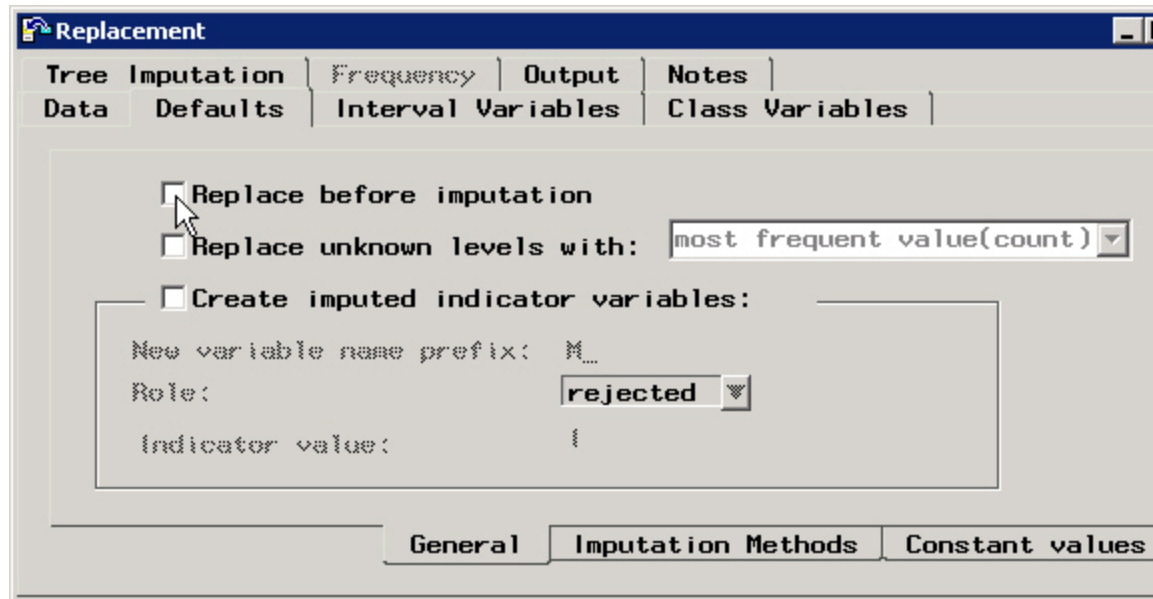 Replacement
Tree Imputation Frequency Output Notes
Data Defaults Interval Variables Class Variables
Replace before imputation
Replace unknown levels with: most frequent value(count)
Create imputed indicator variables:
New variable name prefix: M_
Role: rejected
Indicator value: 1
General Imputation Methods Constant values